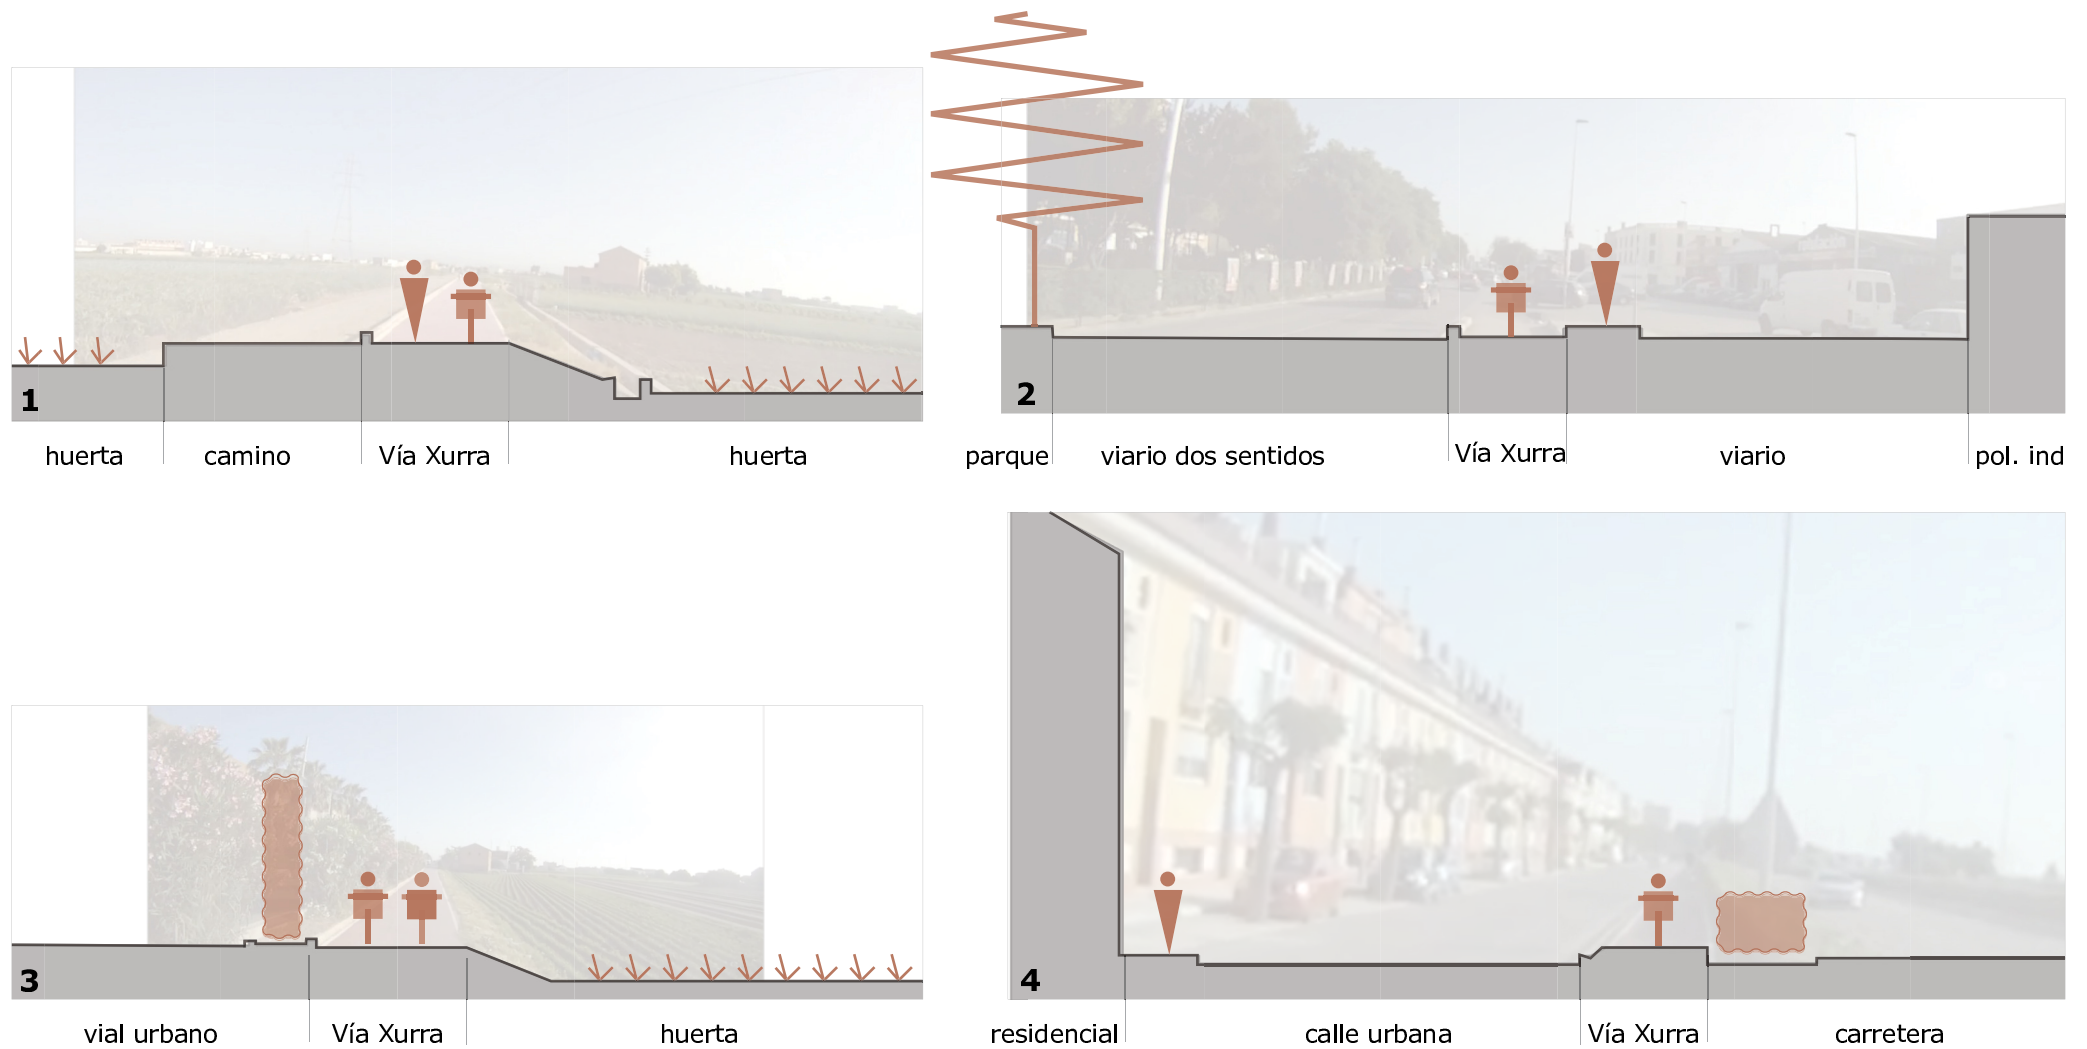 1
huerta camino Vía Xurra huerta
2
parque viario dos sentidos Vía Xurra viario pol. ind
3
vial urbano Vía Xurra huerta
4
residencial calle urbana Vía Xurra carretera